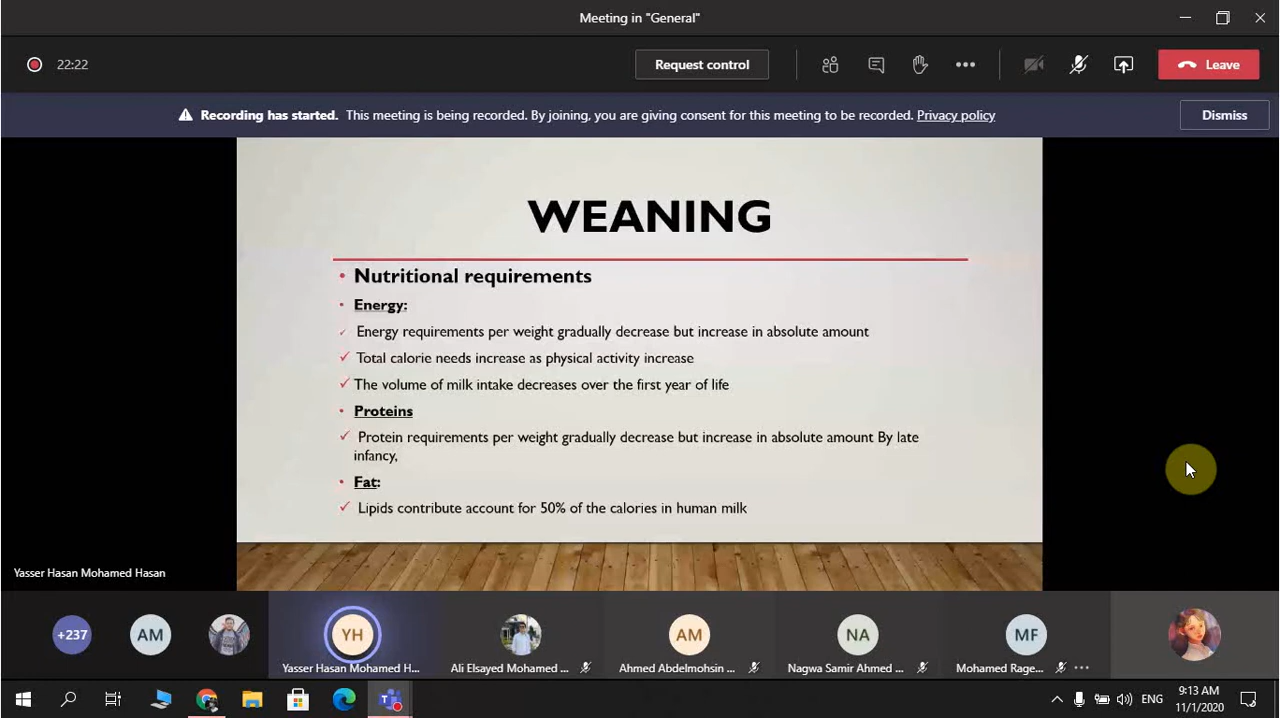 Meeting in "General"
22:22
Request control
Leave
Recording has started. This meeting is being recorded. By joining, you are giving consent for this meeting to be recorded. Privacy policy
Dismiss
WEANING
• Nutritional requirements
• Energy:
✓ Energy requirements per weight gradually decrease but increase in absolute amount
✓ Total calorie needs increase as physical activity increase
✓ The volume of milk intake decreases over the first year of life
• Proteins
✓ Protein requirements per weight gradually decrease but increase in absolute amount By late
infancy,
• Fat:
✓ Lipids contribute account for 50% of the calories in human milk
Yasser Hasan Mohamed Hasan
+237
AM
YH
AM
NA
MF
Yasser Hasan Mohamed H...
Ali Elsayed Mohamed ...
Ahmed Abdelmohsin ...
Nagwa Samir Ahmed ...
Mohamed Rage...
ENG
9:13 AM
11/1/2020